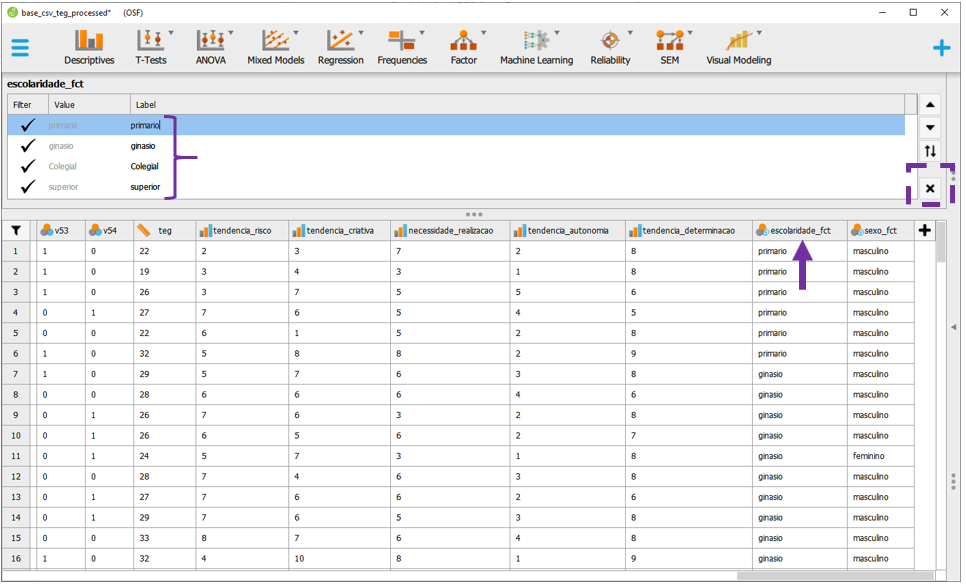 base_csv_teg_processed* (OSF)
Descriptives T-Tests ANOVA Mixed Models Regression Frequencies Factor Machine Learning Reliability SEM Visual Modeling
escolaridade_fct
Filter Value Label
primario primario
ginasio ginasio
Colegial Colegial
superior superior
v53 v54 teg tendencia_risco tendencia_criativa necessidade_realizacao tendencia_autonomia tendencia_determinacao escolaridade_fct sexo_fct
1 1 0 22 2 3 7 2 8 primario masculino
2 1 0 19 3 4 3 1 8 primario masculino
3 1 0 26 3 7 5 5 6 primario masculino
4 0 1 27 7 6 5 4 5 primario masculino
5 0 0 22 6 1 5 2 8 primario masculino
6 1 0 32 5 8 8 2 9 primario masculino
7 1 0 29 5 7 6 3 8 ginasio masculino
8 0 0 28 6 6 6 4 6 ginasio masculino
9 0 1 26 7 6 3 2 8 ginasio masculino
10 0 1 26 6 5 6 2 7 ginasio masculino
11 0 1 24 5 7 3 1 8 ginasio feminino
12 0 0 28 7 4 6 3 8 ginasio masculino
13 0 1 27 7 6 6 2 6 ginasio masculino
14 0 1 29 7 6 5 3 8 ginasio masculino
15 0 0 33 8 7 6 4 8 ginasio masculino
16 1 0 32 4 10 8 1 9 ginasio masculino